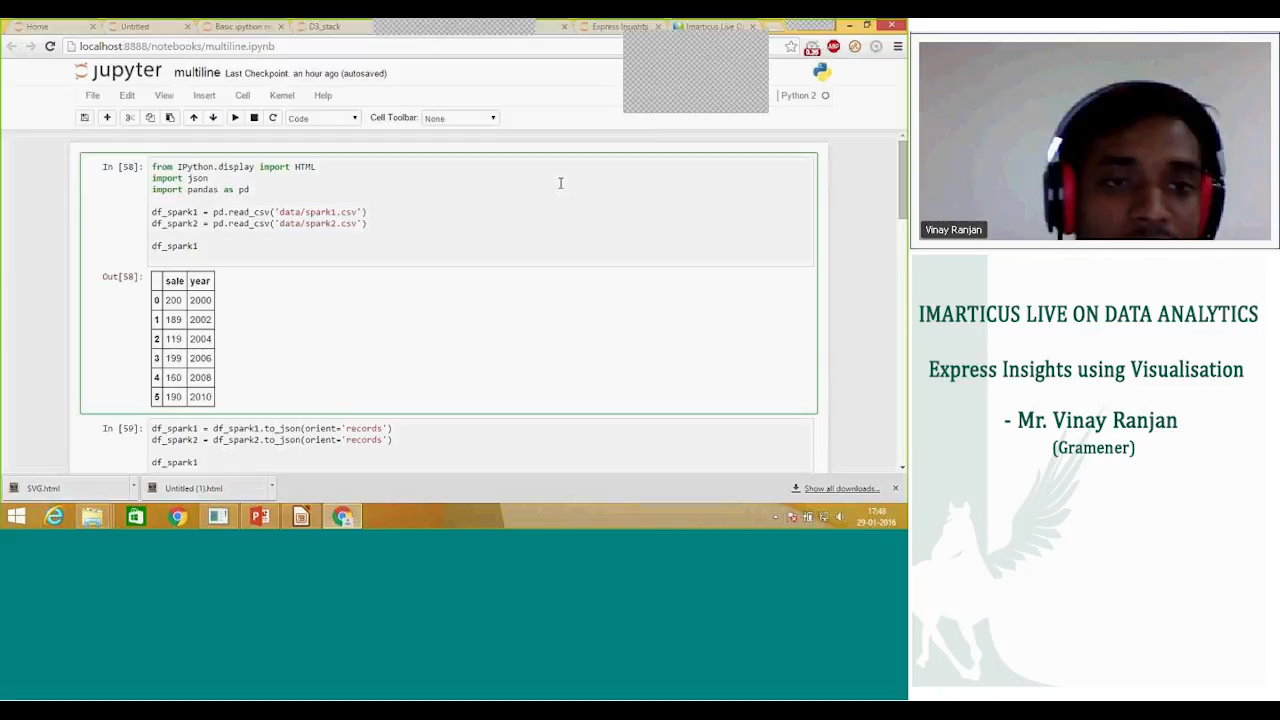 Home
Untitled
Basic ipython n
D3_stack
Express Insights
Imarticus Live O
localhost:8888/notebooks/multiline.ipynb
jupyter multiline Last Checkpoint: an hour ago (autosaved)
File Edit View Insert Cell Kernel Help
Python 2
Code Cell Toolbar: None
In [58]: from IPython.display import HTML
import json
import pandas as pd
df_spark1 = pd.read_csv('data/spark1.csv')
df_spark2 = pd.read_csv('data/spark2.csv')
df_spark1
Out[58]:
sale year
0 200 2000
1 189 2002
2 119 2004
3 199 2006
4 160 2008
5 190 2010
In [59]: df_spark1 = df_spark1.to_json(orient='records')
df_spark2 = df_spark2.to_json(orient='records')
df_spark1
SVG.html
Untitled (1).html
Show all downloads...
17:48
29-01-2016
Vinay Ranjan
IMARTICUS LIVE ON DATA ANALYTICS
Express Insights using Visualisation
- Mr. Vinay Ranjan
(Gramener)